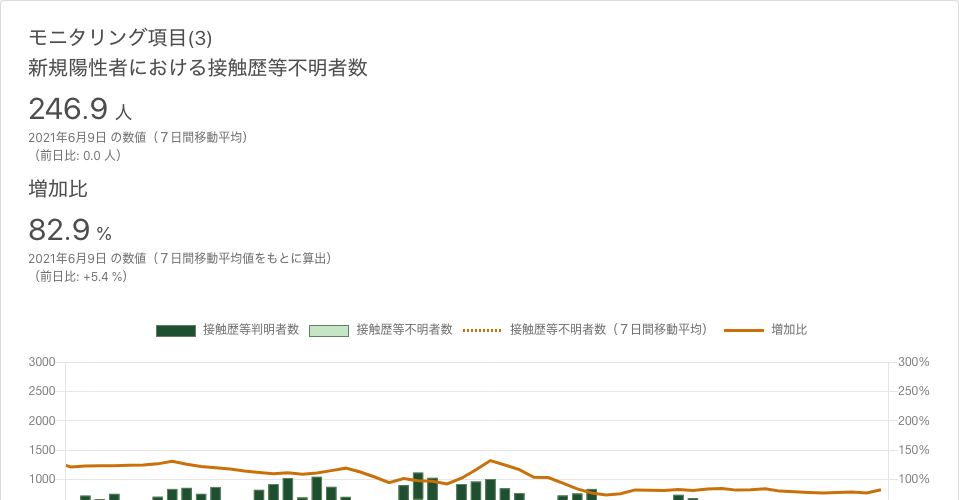 モニタリング項目(3)
新規陽性者における接触歴等不明者数
246.9 人
2021年6月9日 の数値（７日間移動平均）
（前日比: 0.0 人）
増加比
82.9 %
2021年6月9日 の数値（７日間移動平均値をもとに算出）
（前日比: +5.4 %）
接触歴等判明者数 接触歴等不明者数 接触歴等不明者数（７日間移動平均） 増加比
3000 300%
2500 250%
2000 200%
1500 150%
1000 100%